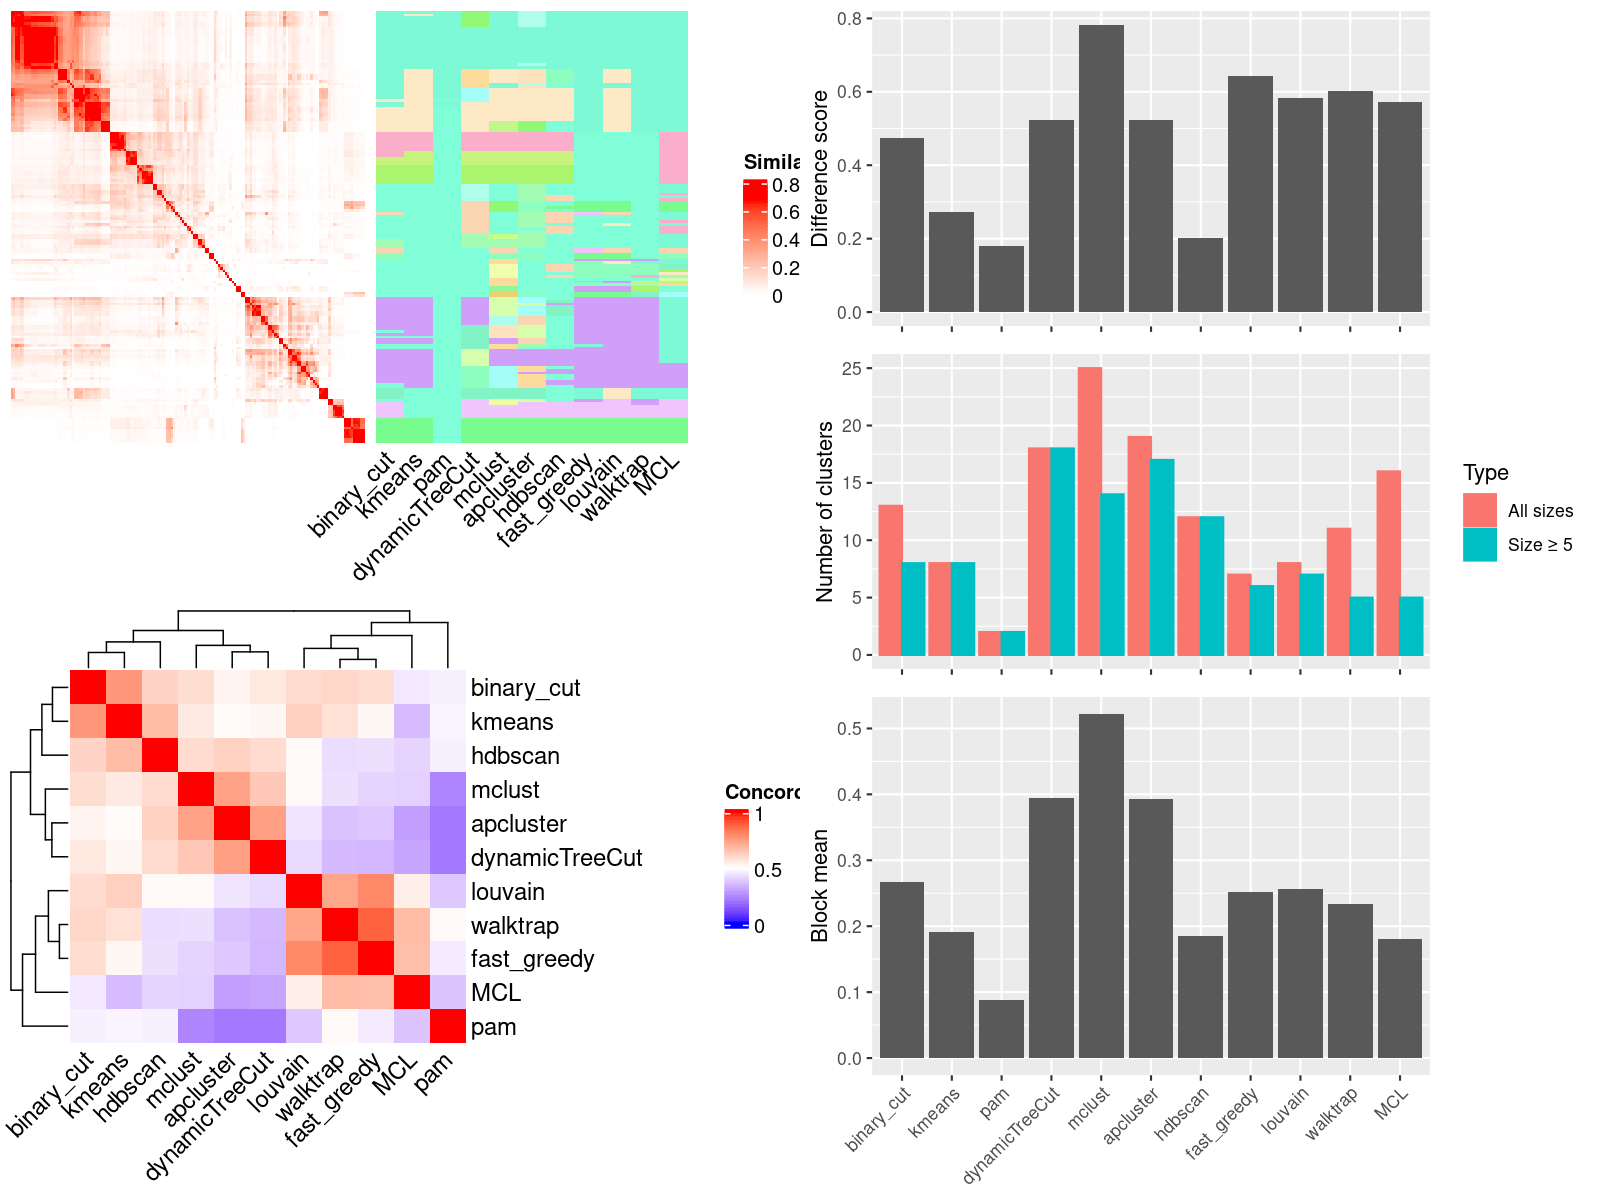 Simila
0.8
0.6
0.4
0.2
0
binary_cut
kmeans
pam
dynamicTreeCut
mclust
apcluster
hdbscan
fast_greedy
louvain
walktrap
MCL
binary_cut
kmeans
hdbscan
mclust
apcluster
dynamicTreeCut
louvain
walktrap
fast_greedy
MCL
pam
binary_cut
kmeans
hdbscan
mclust
apcluster
dynamicTreeCut
louvain
walktrap
fast_greedy
MCL
pam
Concord
1
0.5
0
Difference score
0.8
0.6
0.4
0.2
0.0
Number of clusters
25
20
15
10
5
0
Type
All sizes
Size ≥ 5
Block mean
0.5
0.4
0.3
0.2
0.1
0.0
binary_cut
kmeans
pam
dynamicTreeCut
mclust
apcluster
hdbscan
fast_greedy
louvain
walktrap
MCL